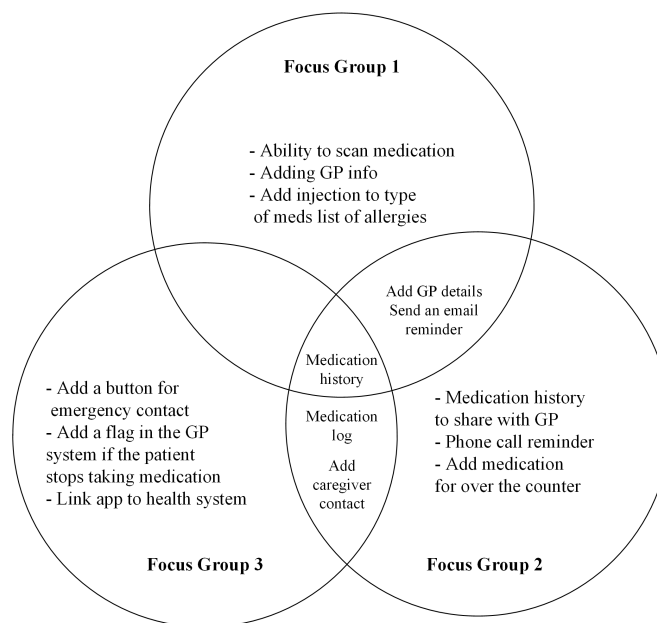 Focus Group 1
- Ability to scan medication
- Adding GP info
- Add injection to type
of meds list of allergies
Add GP details
Send an email
reminder
Medication
history
- Add a button for
emergency contact
- Add a flag in the GP
system if the patient
stops taking medication
- Link app to health system
Medication
log
Add
caregiver
contact
- Medication history
to share with GP
- Phone call reminder
- Add medication
for over the counter
Focus Group 3
Focus Group 2